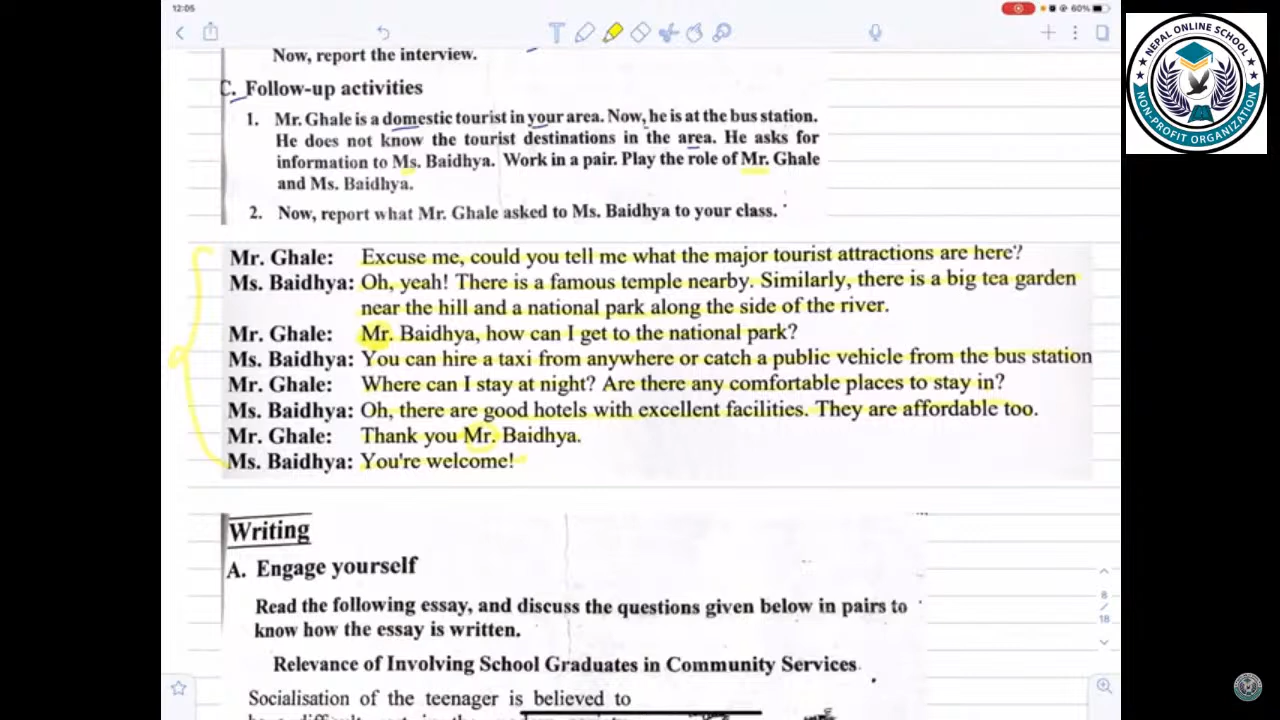 12:05
60%
NEPAL ONLINE SCHOOL
NON-PROFIT ORGANIZATION
Now, report the interview.
C. Follow-up activities
1. Mr. Ghale is a domestic tourist in your area. Now, he is at the bus station.
He does not know the tourist destinations in the area. He asks for
information to Ms. Baidhya. Work in a pair. Play the role of Mr. Ghale
and Ms. Baidhya.
2. Now, report what Mr. Ghale asked to Ms. Baidhya to your class.
Mr. Ghale: Excuse me, could you tell me what the major tourist attractions are here?
Ms. Baidhya: Oh, yeah! There is a famous temple nearby. Similarly, there is a big tea garden
near the hill and a national park along the side of the river.
Mr. Ghale: Mr. Baidhya, how can I get to the national park?
Ms. Baidhya: You can hire a taxi from anywhere or catch a public vehicle from the bus station
Mr. Ghale: Where can I stay at night? Are there any comfortable places to stay in?
Ms. Baidhya: Oh, there are good hotels with excellent facilities. They are affordable too.
Mr. Ghale: Thank you Mr. Baidhya.
Ms. Baidhya: You're welcome!
Writing
A. Engage yourself
Read the following essay, and discuss the questions given below in pairs to
know how the essay is written.
Relevance of Involving School Graduates in Community Services
Socialisation of the teenager is believed to
8
/
18